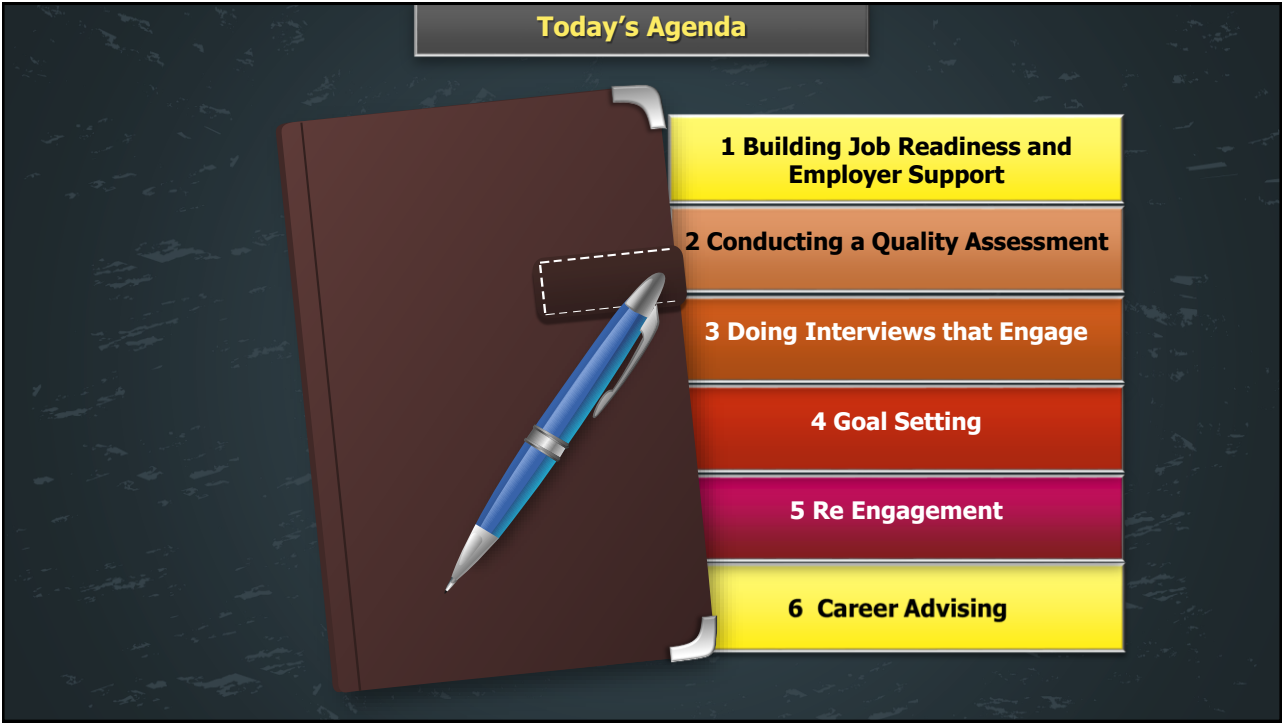 Today’s Agenda
1 Building Job Readiness and
Employer Support
2 Conducting a Quality Assessment
3 Doing Interviews that Engage
4 Goal Setting
5 Re Engagement
6  Career Advising